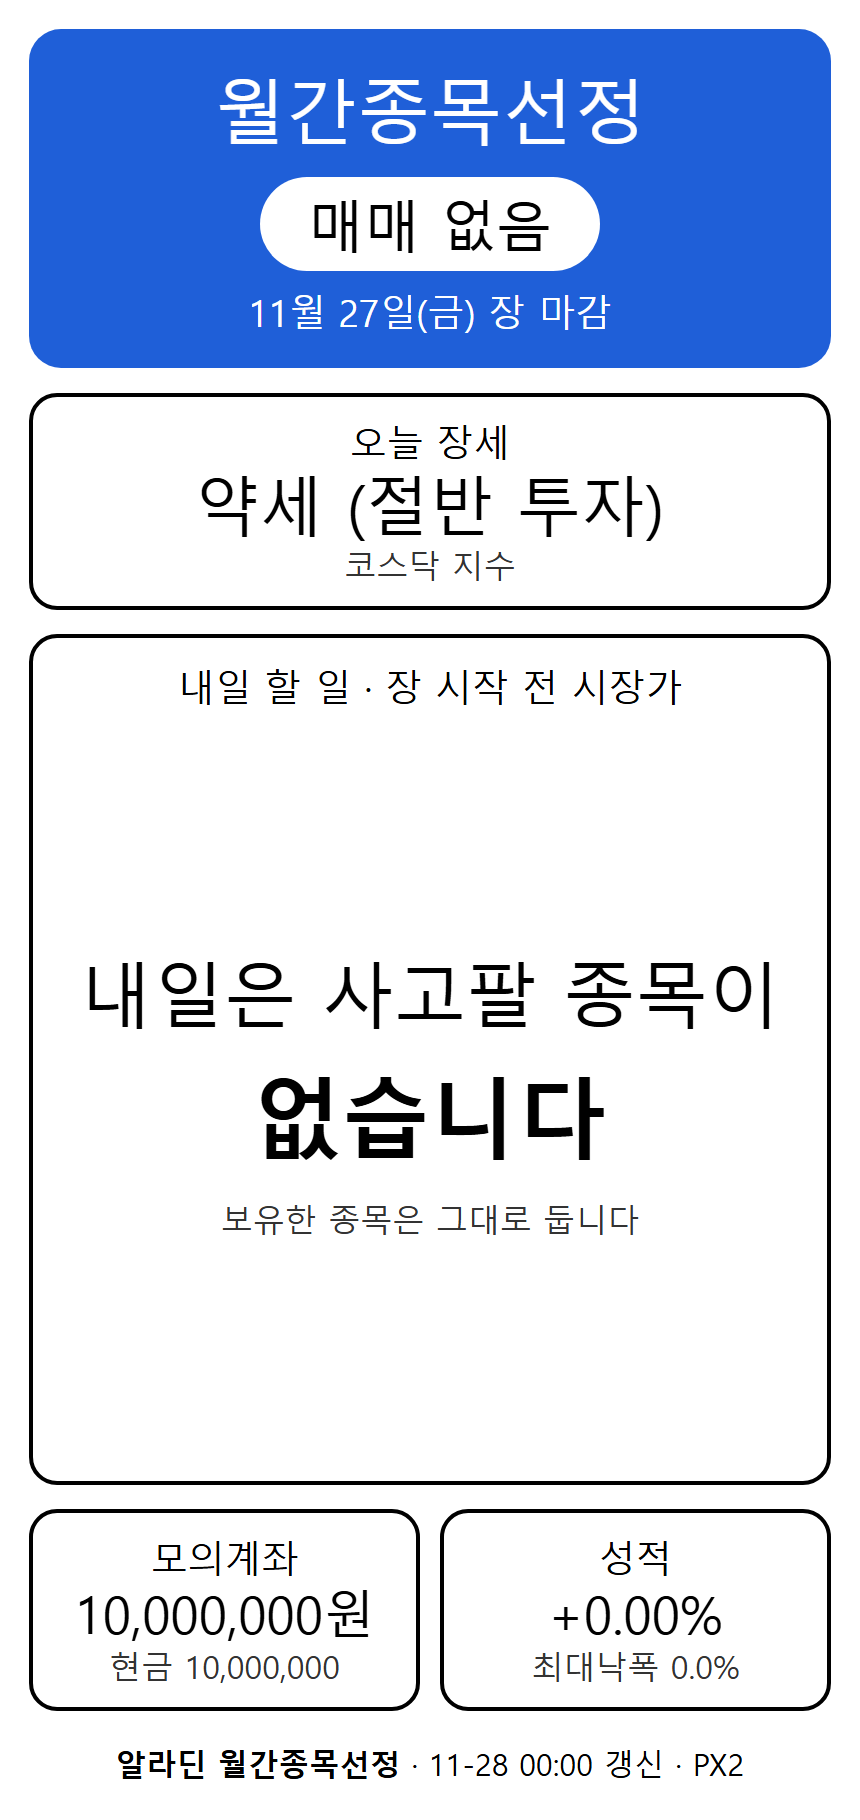 월간종목선정
매매 없음
11월 27일(금) 장 마감
오늘 장세
약세 (절반 투자)
코스닥 지수
내일 할 일 · 장 시작 전 시장가
내일은 사고팔 종목이
없습니다
보유한 종목은 그대로 둡니다
모의계좌
10,000,000원
현금 10,000,000
성적
+0.00%
최대낙폭 0.0%
알라딘 월간종목선정 · 11-28 00:00 갱신 · PX2